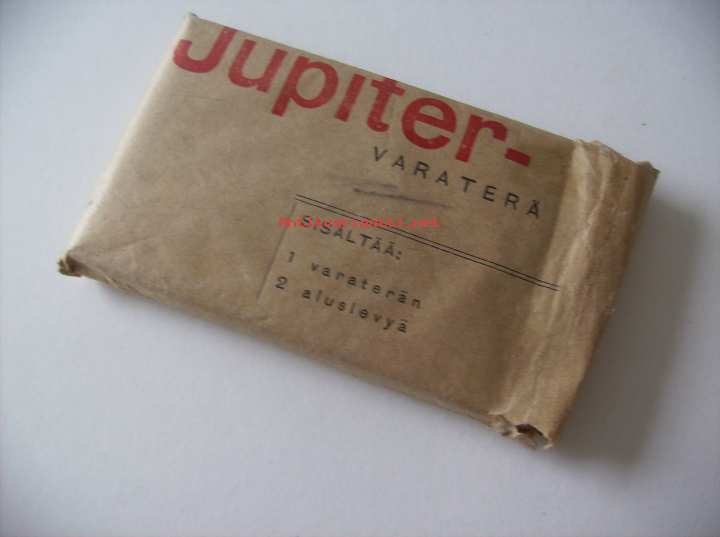 Jupiter-
VARATERÄ
SISÄLTÄÄ:
1 varaterän
2 aluslevyä